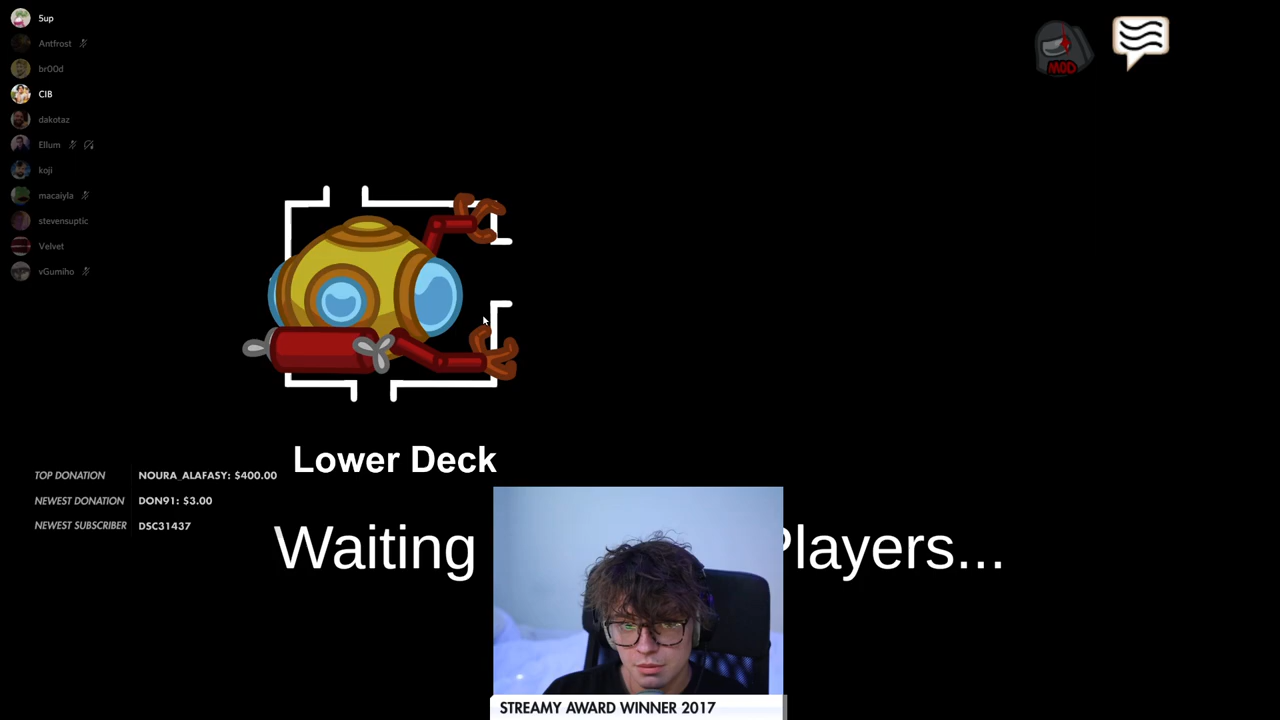 5up
Antfrost
br00d
CIB
dakotaz
Ellum
koji
macaiyla
stevensuptic
Velvet
vGumiho
MOD
Lower Deck
TOP DONATION NOURA_ALAFASY: $400.00
NEWEST DONATION DON91: $3.00
NEWEST SUBSCRIBER DSC31437
Waiting Players...
STREAMY AWARD WINNER 2017